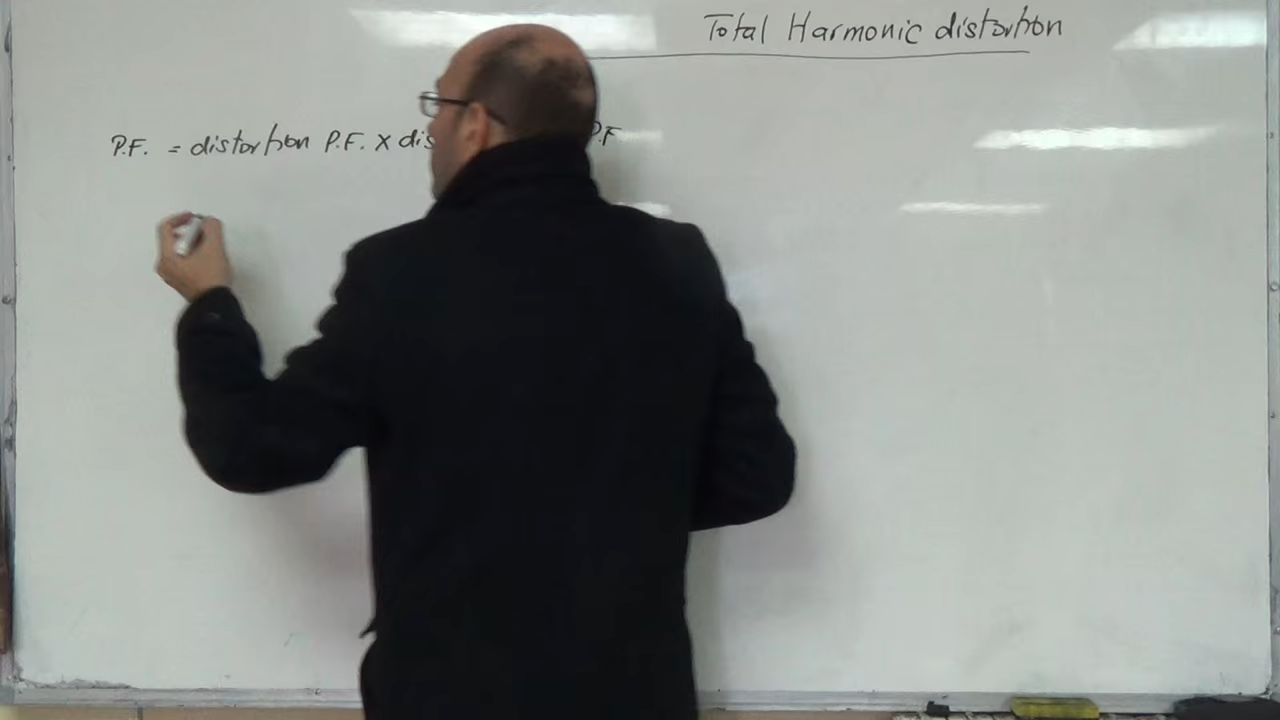 Total Harmonic distortion
P.F. = distortion P.F. × dis P.F